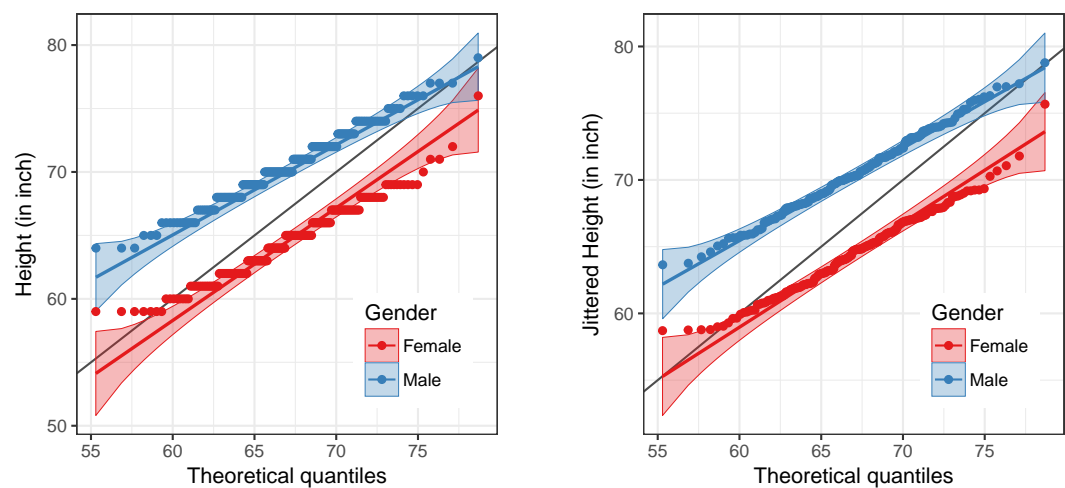 80
70
60
50
Height (in inch)
55
60
65
70
75
Theoretical quantiles
Gender
Female
Male
80
70
60
Jittered Height (in inch)
55
60
65
70
75
Theoretical quantiles
Gender
Female
Male